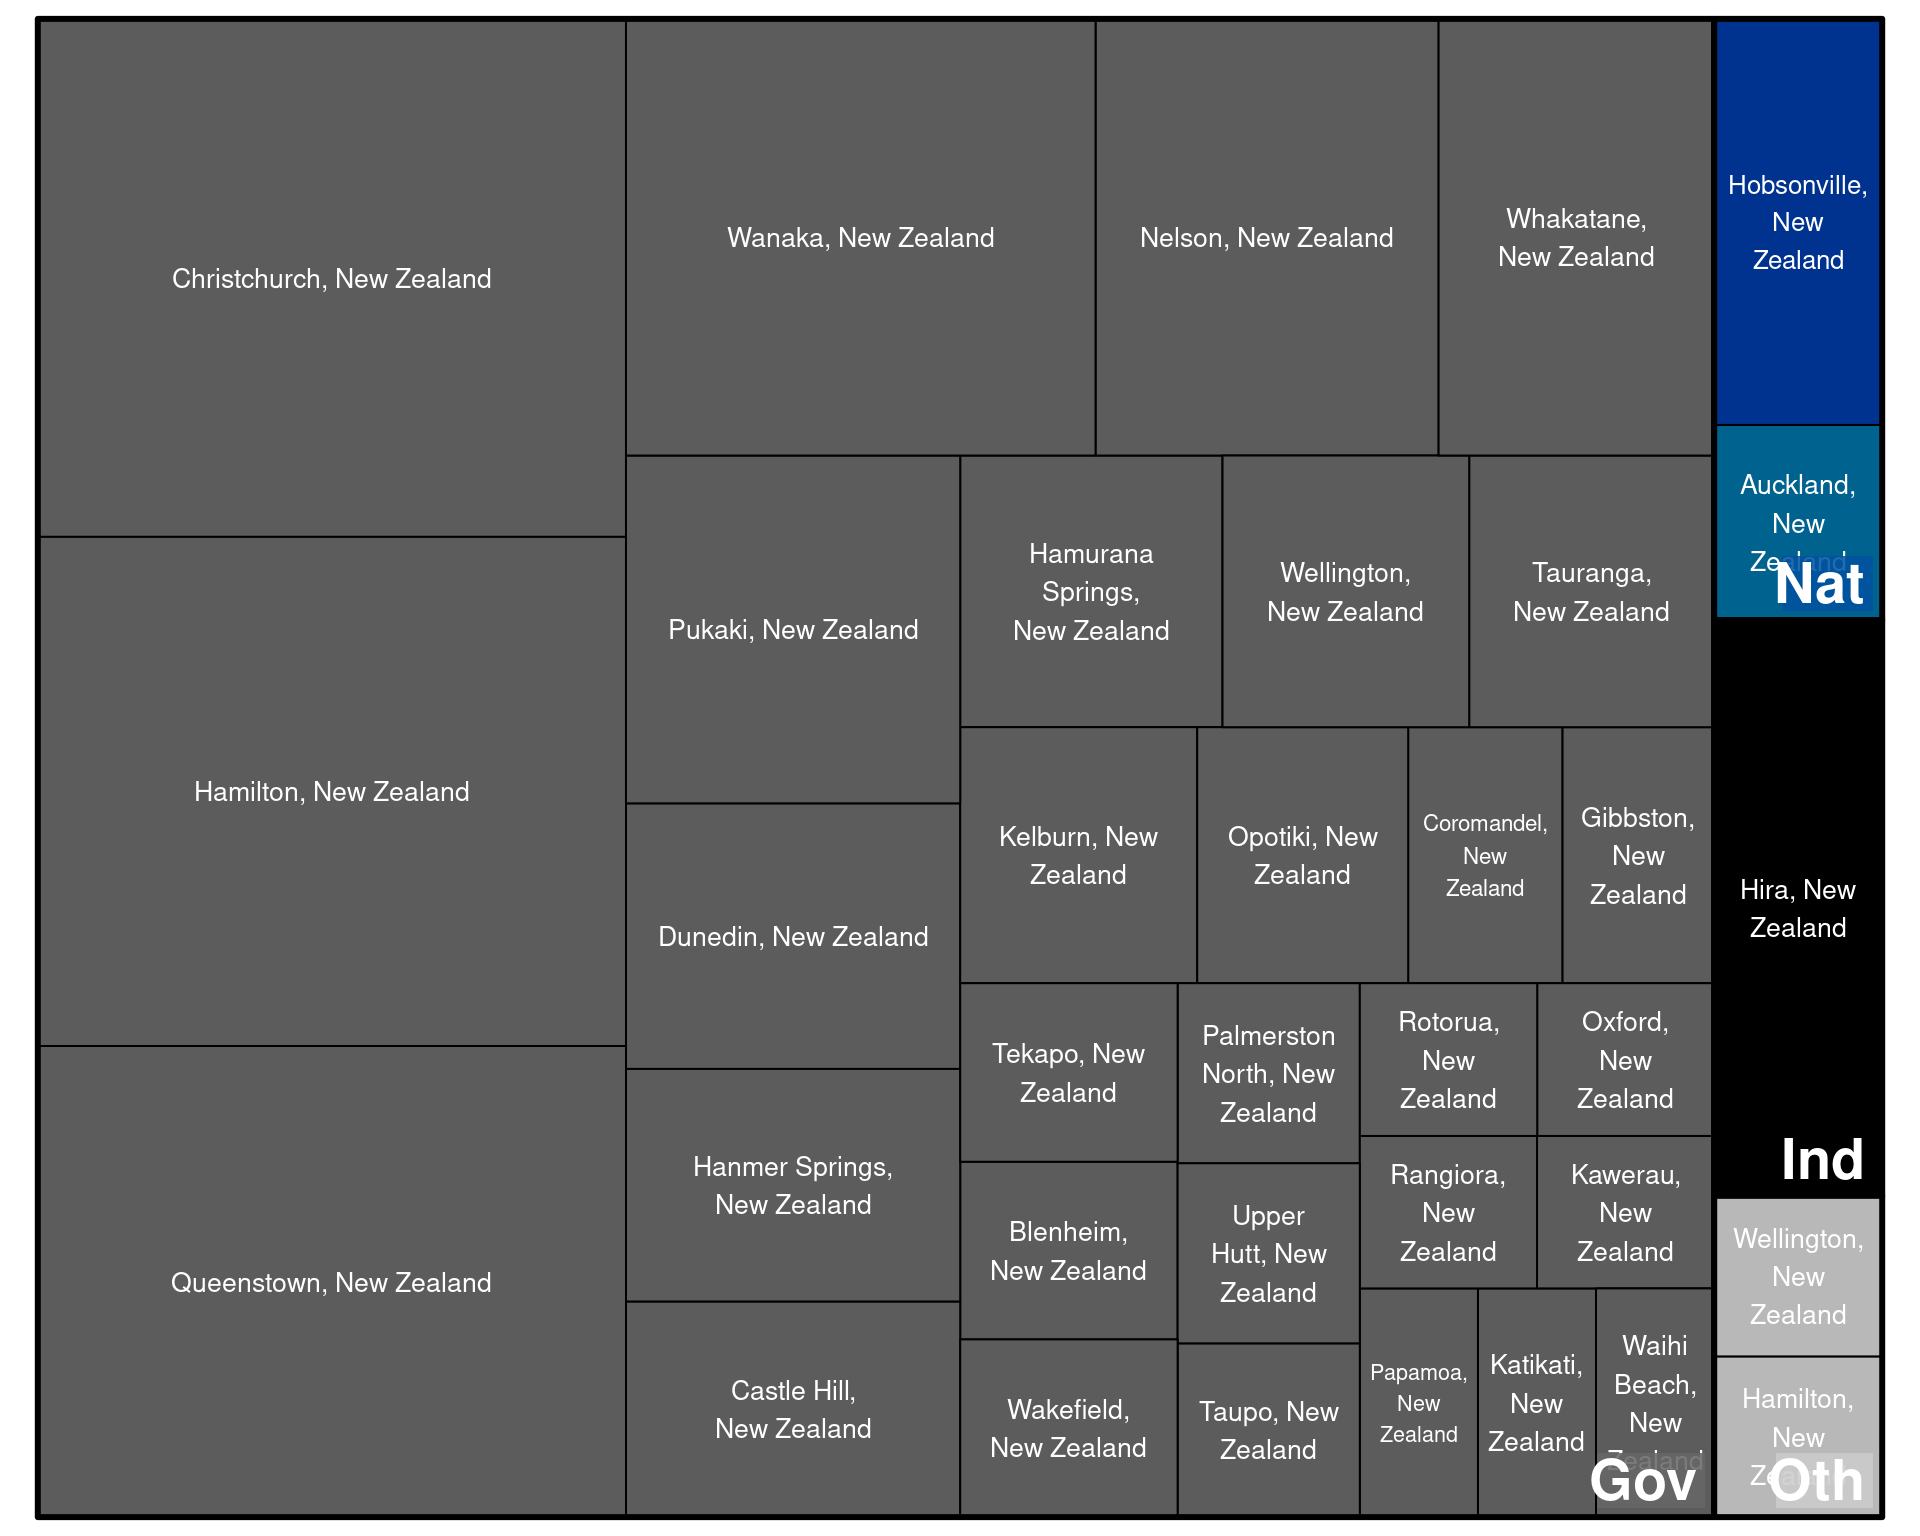 Christchurch, New Zealand
Hamilton, New Zealand
Queenstown, New Zealand
Wanaka, New Zealand
Nelson, New Zealand
Whakatane,
New Zealand
Pukaki, New Zealand
Dunedin, New Zealand
Hanmer Springs,
New Zealand
Castle Hill,
New Zealand
Hamurana
Springs,
New Zealand
Wellington,
New Zealand
Tauranga,
New Zealand
Kelburn, New
Zealand
Opotiki, New
Zealand
Coromandel,
New
Zealand
Gibbston,
New
Zealand
Tekapo, New
Zealand
Blenheim,
New Zealand
Wakefield,
New Zealand
Palmerston
North, New
Zealand
Upper
Hutt, New
Zealand
Taupo, New
Zealand
Rotorua,
New
Zealand
Oxford,
New
Zealand
Rangiora,
New
Zealand
Kawerau,
New
Zealand
Papamoa,
New
Zealand
Katikati,
New
Zealand
Waihi
Beach,
New
Zealand
Gov
Hobsonville,
New
Zealand
Auckland,
New
Zealand
Nat
Hira, New
Zealand
Ind
Wellington,
New
Zealand
Hamilton,
New
Zealand
Oth